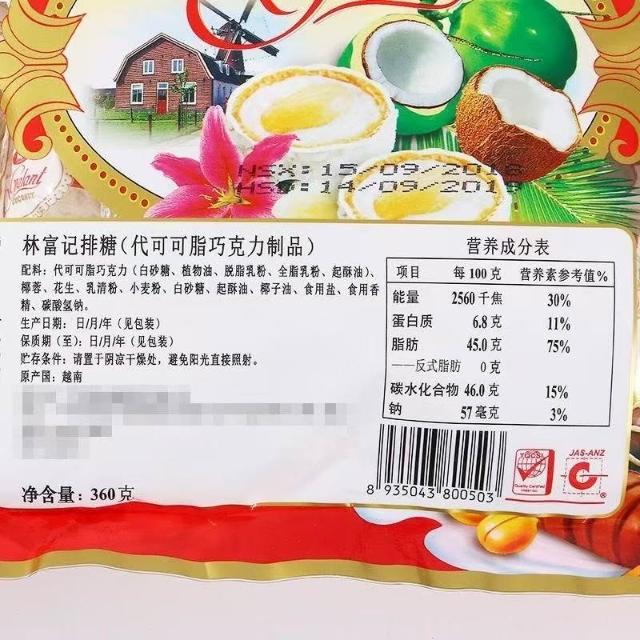 NSX: 15/09/2018
HSD: 14/09/2019
林富记排糖(代可可脂巧克力制品)
配料:代可可脂巧克力(白砂糖、植物油、脱脂乳粉、全脂乳粉、起酥油)、
椰蓉、花生、乳清粉、小麦粉、白砂糖、起酥油、椰子油、食用盐、食用香
精、碳酸氢钠。
生产日期: 日/月/年(见包装)
保质期(至): 日/月/年(见包装)
贮存条件: 请置于阴凉干燥处,避免阳光直接照射。
原产国: 越南
净含量: 360克
营养成分表
项目 每100克 营养素参考值%
能量 2560千焦 30%
蛋白质 6.8克 11%
脂肪 45.0克 75%
——反式脂肪 0克
碳水化合物 46.0克 15%
钠 57毫克 3%
8 935043 800503
JAS-ANZ